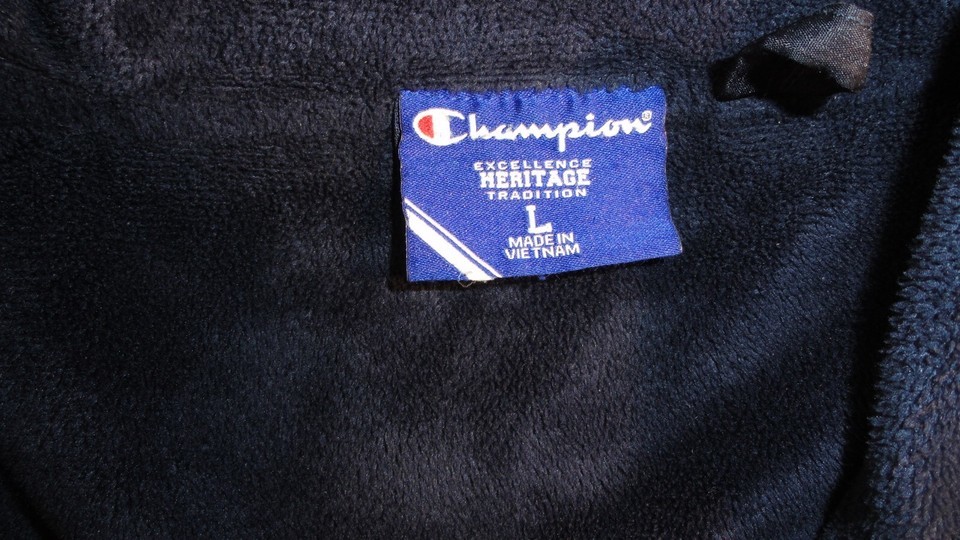 Champion®
EXCELLENCE
HERITAGE
TRADITION
L
MADE IN
VIETNAM